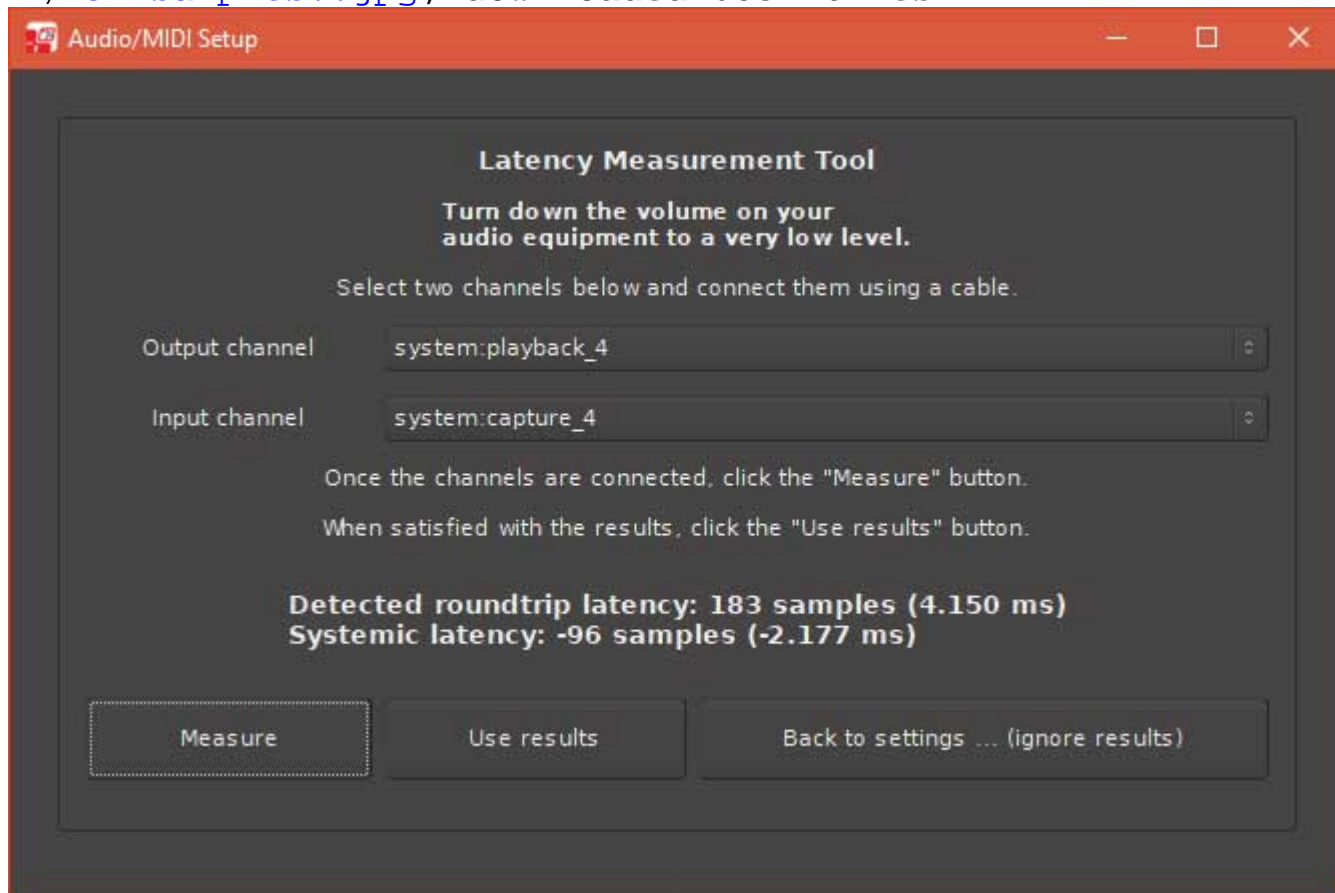 Audio/MIDI Setup
Latency Measurement Tool
Turn down the volume on your
audio equipment to a very low level.
Select two channels below and connect them using a cable.
Output channel
system:playback_4
Input channel
system:capture_4
Once the channels are connected, click the "Measure" button.
When satisfied with the results, click the "Use results" button.
Detected roundtrip latency: 183 samples (4.150 ms)
Systemic latency: -96 samples (-2.177 ms)
Measure
Use results
Back to settings ... (ignore results)